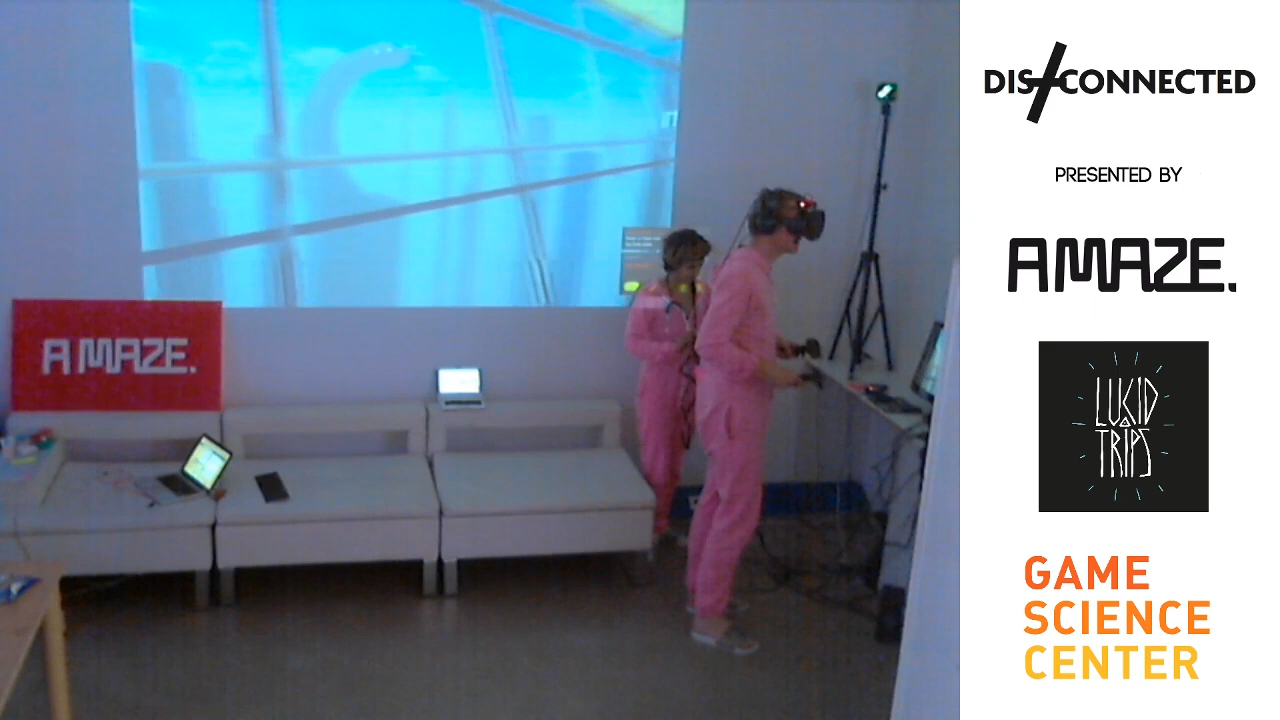 A MAZE.
DIS/CONNECTED
PRESENTED BY
A MAZE.
LUCID
TRIPS
GAME
SCIENCE
CENTER